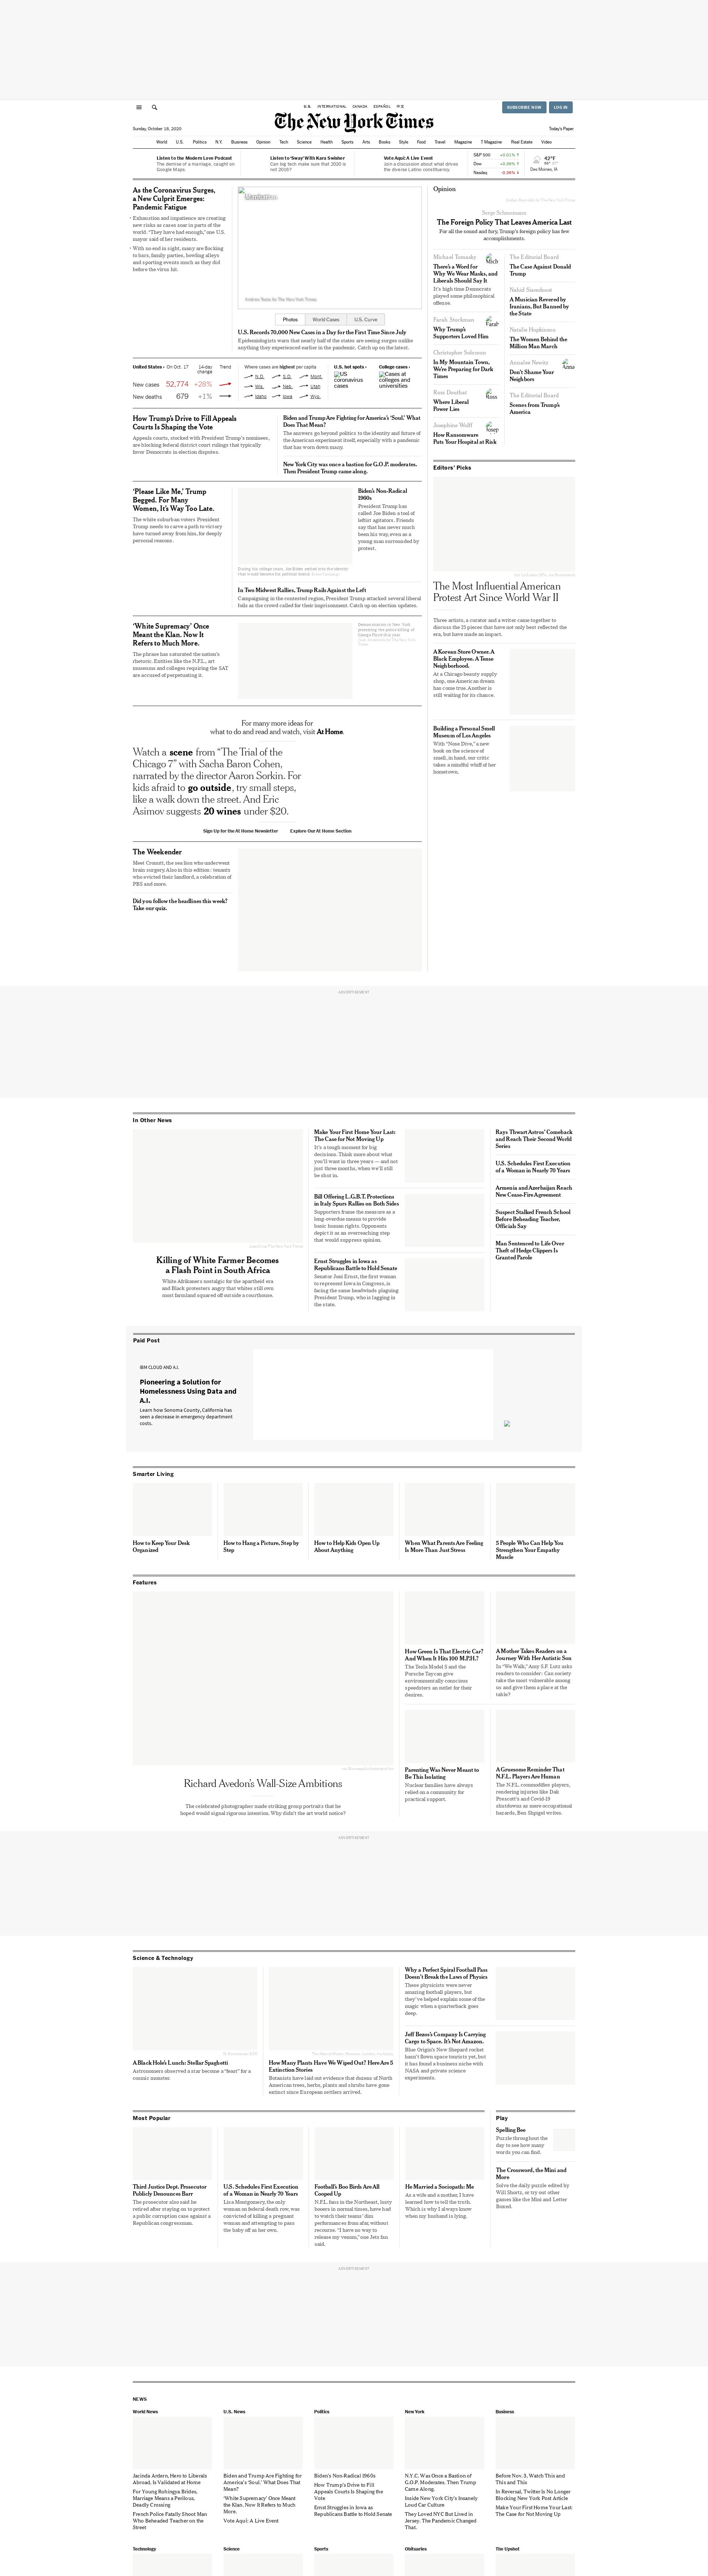 U.S. INTERNATIONAL CANADA ESPAÑOL 中文
SUBSCRIBE NOW LOG IN
The New York Times
Sunday, October 18, 2020
Today's Paper
World U.S. Politics N.Y. Business Opinion Tech Science Health Sports Arts Books Style Food Travel Magazine T Magazine Real Estate Video
Listen to the Modern Love Podcast
The demise of a marriage, caught on
Google Maps.
Listen to 'Sway' With Kara Swisher
Can big tech make sure that 2020 is
not 2016?
Vote Aquí: A Live Event
Join a discussion about what drives
the diverse Latino constituency.
S&P 500 +0.01%
Dow +0.39%
Nasdaq -0.36%
42°F
Des Moines, IA
As the Coronavirus Surges,
a New Culprit Emerges:
Pandemic Fatigue
Exhaustion and impatience are creating
new risks as cases soar in parts of the
world. "They have had enough," one U.S.
mayor said of her residents.
With no end in sight, many are flocking
to bars, family parties, bowling alleys
and sporting events much as they did
before the virus hit.
Photos World Cases U.S. Curve
U.S. Records 70,000 New Cases in a Day for the First Time Since July
Epidemiologists warn that nearly half of the states are seeing surges unlike
anything they experienced earlier in the pandemic. Catch up on the latest.
United States › On Oct. 17 14-day
change Trend
New cases 52,774 +28%
New deaths 679 +1%
Where cases are highest per capita
N.D. S.D. Mont.
Wis. Neb. Utah
Idaho Iowa Wyo.
U.S. hot spots ›
US
coronavirus
cases
College cases ›
Cases at
colleges and
universities
How Trump's Drive to Fill Appeals
Courts Is Shaping the Vote
Appeals courts, stocked with President Trump's nominees,
are blocking federal district court rulings that typically
favor Democrats in election disputes.
Biden and Trump Are Fighting for America's 'Soul.' What
Does That Mean?
The answers go beyond politics to the identity and future of
the American experiment itself, especially with a pandemic
that has worn down many.
New York City was once a bastion for G.O.P. moderates.
Then President Trump came along.
'Please Like Me,' Trump
Begged. For Many
Women, It's Way Too Late.
The white suburban voters President
Trump needs to carve a path to victory
have turned away from him, for deeply
personal reasons.
During his college years, Joe Biden settled into the identity
that would become his political brand.
Biden's Non-Radical
1960s
President Trump has
called Joe Biden a tool of
leftist agitators. Friends
say that has never much
been his way, even as a
young man surrounded by
protest.
In Two Midwest Rallies, Trump Rails Against the Left
Campaigning in the contested region, President Trump attacked several liberal
foils as the crowd called for their imprisonment. Catch up on election updates.
'White Supremacy' Once
Meant the Klan. Now It
Refers to Much More.
The phrase has saturated the nation's
rhetoric. Entities like the N.F.L., art
museums and colleges requiring the SAT
are accused of perpetuating it.
Demonstration in New York
protesting the police killing of
George Floyd this year.
For many more ideas for
what to do and read and watch, visit At Home.
Watch a scene from "The Trial of the
Chicago 7" with Sacha Baron Cohen,
narrated by the director Aaron Sorkin. For
kids afraid to go outside, try small steps,
like a walk down the street. And Eric
Asimov suggests 20 wines under $20.
Sign Up for the At Home Newsletter Explore Our At Home Section
The Weekender
Meet Cronutt, the sea lion who underwent
brain surgery. Also in this edition: tenants
who evicted their landlord, a celebration of
PBS and more.
Did you follow the headlines this week?
Take our quiz.
Opinion
Serge Schmemann
The Foreign Policy That Leaves America Last
For all the sound and fury, Trump's foreign policy has few
accomplishments.
Michael Tomasky
There's a Word for
Why We Wear Masks, and
Liberals Should Say It
It's high time Democrats
played some philosophical
offense.
Farah Stockman
Why Trump's
Supporters Loved Him
Christopher Solomon
In My Mountain Town,
We're Preparing for Dark
Times
Ross Douthat
Where Liberal
Power Lies
Josephine Wolff
How Ransomware
Puts Your Hospital at Risk
The Editorial Board
The Case Against Donald
Trump
Nahid Siamdoust
A Musician Revered by
Iranians, But Banned by
the State
Natalie Hopkinson
The Women Behind the
Million Man March
Annalee Newitz
Don't Shame Your
Neighbors
The Editorial Board
Scenes from Trump's
America
Editors' Picks
The Most Influential American
Protest Art Since World War II
Three artists, a curator and a writer came together to
discuss the 25 pieces that have not only best reflected the
era, but have made an impact.
A Korean Store Owner. A
Black Employee. A Tense
Neighborhood.
At a Chicago beauty supply
shop, one American dream
has come true. Another is
still waiting for its chance.
Building a Personal Smell
Museum of Los Angeles
With "Nose Dive," a new
book on the science of
smell, in hand, our critic
takes a mindful whiff of her
hometown.
ADVERTISEMENT
In Other News
Killing of White Farmer Becomes
a Flash Point in South Africa
White Afrikaners nostalgic for the apartheid era
and Black protesters angry that whites still own
most farmland squared off outside a courthouse.
Make Your First Home Your Last:
The Case for Not Moving Up
It's a tough moment for big
decisions. Think more about what
you'll want in three years — and not
just three months, when we'll still
be shut in.
Bill Offering L.G.B.T. Protections
in Italy Spurs Rallies on Both Sides
Supporters frame the measures as a
long-overdue means to provide
basic human rights. Opponents
depict it as an overreaching step
that would suppress opinion.
Ernst Struggles in Iowa as
Republicans Battle to Hold Senate
Senator Joni Ernst, the first woman
to represent Iowa in Congress, is
facing the same headwinds plaguing
President Trump, who is lagging in
the state.
Rays Thwart Astros' Comeback
and Reach Their Second World
Series
U.S. Schedules First Execution
of a Woman in Nearly 70 Years
Armenia and Azerbaijan Reach
New Cease-Fire Agreement
Suspect Stalked French School
Before Beheading Teacher,
Officials Say
Man Sentenced to Life Over
Theft of Hedge Clippers Is
Granted Parole
Paid Post
IBM CLOUD AND A.I.
Pioneering a Solution for
Homelessness Using Data and
A.I.
Learn how Sonoma County, California has
seen a decrease in emergency department
costs.
Smarter Living
How to Keep Your Desk
Organized
How to Hang a Picture, Step by
Step
How to Help Kids Open Up
About Anything
When What Parents Are Feeling
Is More Than Just Stress
5 People Who Can Help You
Strengthen Your Empathy
Muscle
Features
Richard Avedon's Wall-Size Ambitions
The celebrated photographer made striking group portraits that he
hoped would signal rigorous intention. Why didn't the art world notice?
How Green Is That Electric Car?
And When It Hits 100 M.P.H.?
The Tesla Model S and the
Porsche Taycan give
environmentally conscious
speedsters an outlet for their
desires.
A Mother Takes Readers on a
Journey With Her Autistic Son
In "We Walk," Amy S.F. Lutz asks
readers to consider: Can society
take the most vulnerable among
us and give them a place at the
table?
Parenting Was Never Meant to
Be This Isolating
Nuclear families have always
relied on a community for
practical support.
A Gruesome Reminder That
N.F.L. Players Are Human
The N.F.L. commodifies players,
rendering injuries like Dak
Prescott's and Covid-19
shutdowns as mere occupational
hazards, Ben Shpigel writes.
ADVERTISEMENT
Science & Technology
A Black Hole's Lunch: Stellar Spaghetti
Astronomers observed a star become a "feast" for a
cosmic monster.
How Many Plants Have We Wiped Out? Here Are 5
Extinction Stories
Botanists have laid out evidence that dozens of North
American trees, herbs, plants and shrubs have gone
extinct since European settlers arrived.
Why a Perfect Spiral Football Pass
Doesn't Break the Laws of Physics
These physicists were never
amazing football players, but
they've helped explain some of the
magic when a quarterback goes
deep.
Jeff Bezos's Company Is Carrying
Cargo to Space. It's Not Amazon.
Blue Origin's New Shepard rocket
hasn't flown space tourists yet, but
it has found a business niche with
NASA and private science
experiments.
Most Popular
Third Justice Dept. Prosecutor
Publicly Denounces Barr
The prosecutor also said he
retired after staying on to protect
a public corruption case against a
Republican congressman.
U.S. Schedules First Execution
of a Woman in Nearly 70 Years
Lisa Montgomery, the only
woman on federal death row, was
convicted of killing a pregnant
woman and attempting to pass
the baby off as her own.
Football's Boo Birds Are All
Cooped Up
N.F.L. fans in the Northeast, lusty
booers in normal times, have had
to watch their teams' dim
performances from afar, without
recourse. "I have no way to
release my venom," one Jets fan
said.
He Married a Sociopath: Me
As a wife and a mother, I have
learned how to tell the truth.
Which is why I always know
when my husband is lying.
Play
Spelling Bee
Puzzle throughout the
day to see how many
words you can find.
The Crossword, the Mini and
More
Solve the daily puzzle edited by
Will Shortz, or try out other
games like the Mini and Letter
Boxed.
ADVERTISEMENT
NEWS
World News
Jacinda Ardern, Hero to Liberals
Abroad, Is Validated at Home
For Young Rohingya Brides,
Marriage Means a Perilous,
Deadly Crossing
French Police Fatally Shoot Man
Who Beheaded Teacher on the
Street
U.S. News
Biden and Trump Are Fighting for
America's 'Soul.' What Does That
Mean?
'White Supremacy' Once Meant
the Klan. Now It Refers to Much
More.
Vote Aquí: A Live Event
Politics
Biden's Non-Radical 1960s
How Trump's Drive to Fill
Appeals Courts Is Shaping the
Vote
Ernst Struggles in Iowa as
Republicans Battle to Hold Senate
New York
N.Y.C. Was Once a Bastion of
G.O.P. Moderates. Then Trump
Came Along.
Inside New York City's Insanely
Loud Car Culture
They Loved NYC But Lived in
Jersey. The Pandemic Changed
That.
Business
Before Nov. 3, Watch This and
This and This
In Reversal, Twitter Is No Longer
Blocking New York Post Article
Make Your First Home Your Last:
The Case for Not Moving Up
Technology
Science
Sports
Obituaries
The Upshot